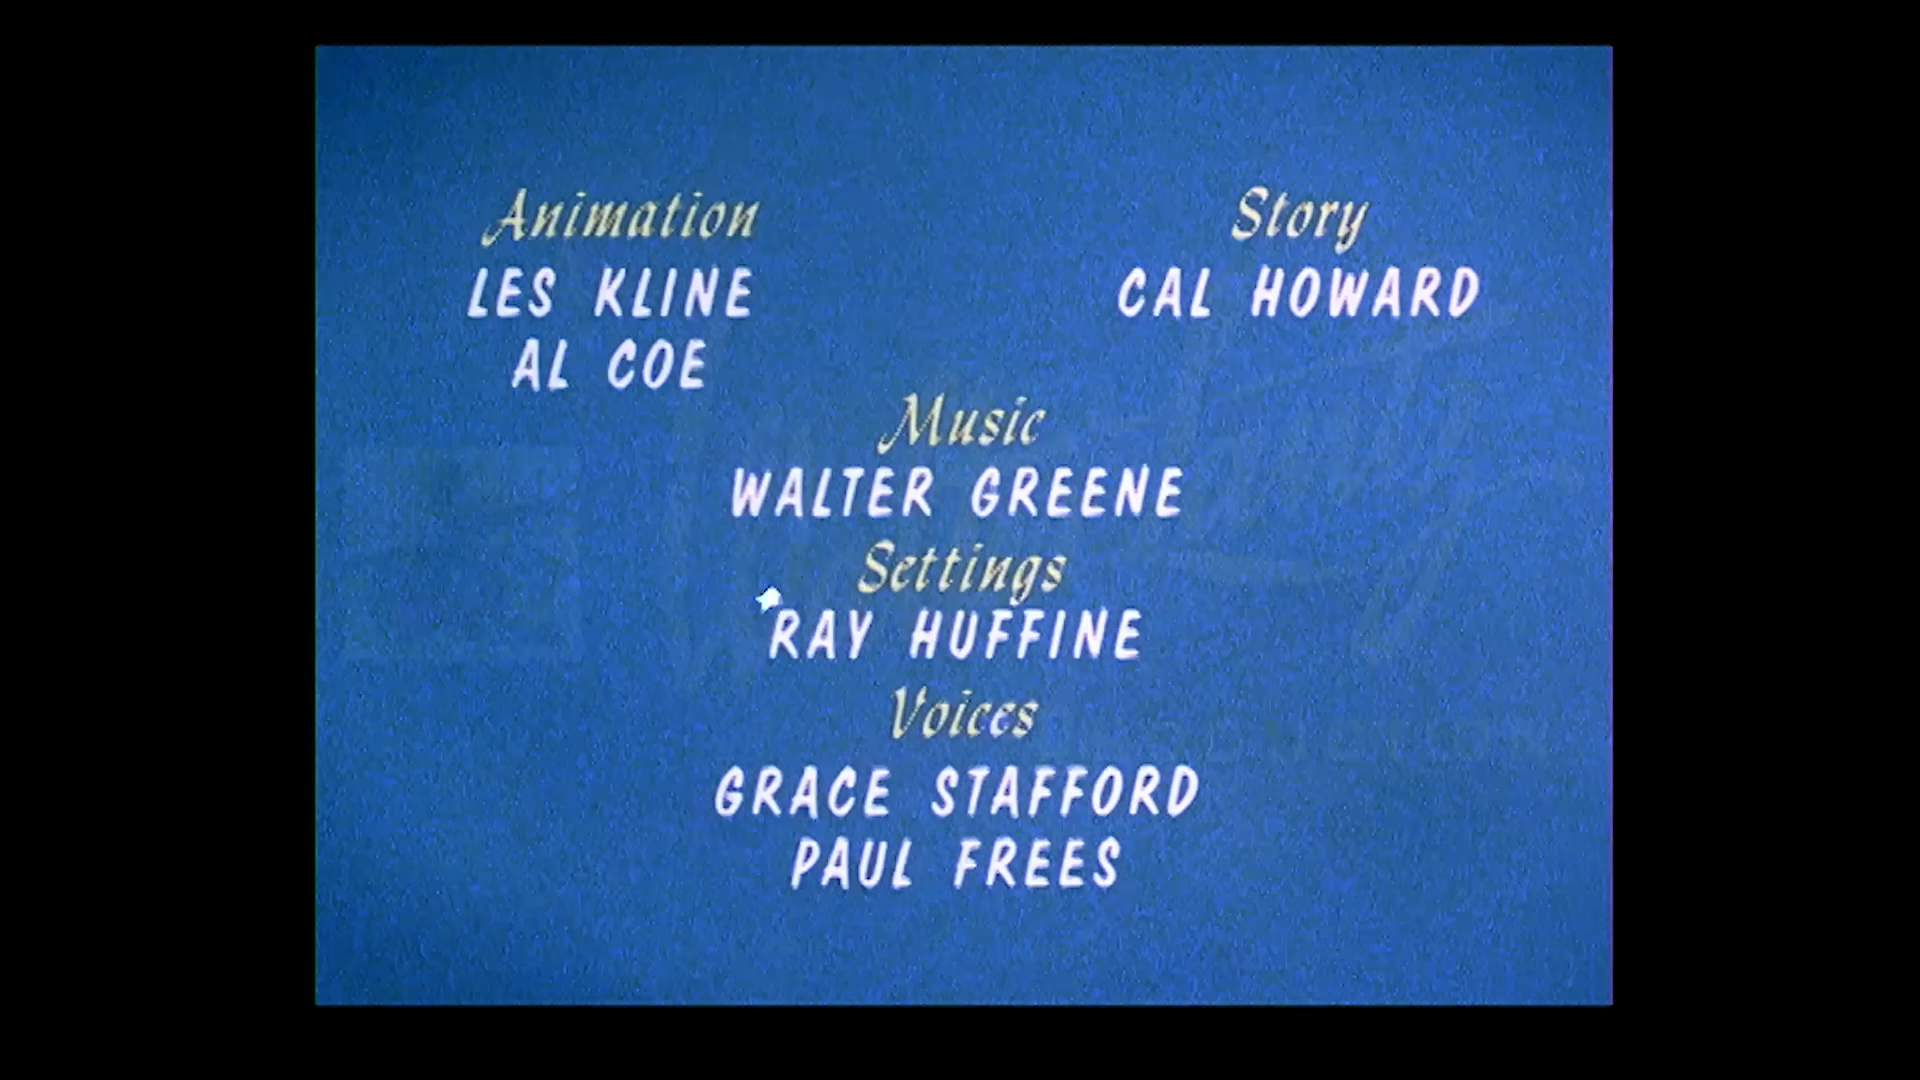 Animation
LES KLINE
AL COE
Story
CAL HOWARD
Music
WALTER GREENE
Settings
RAY HUFFINE
Voices
GRACE STAFFORD
PAUL FREES